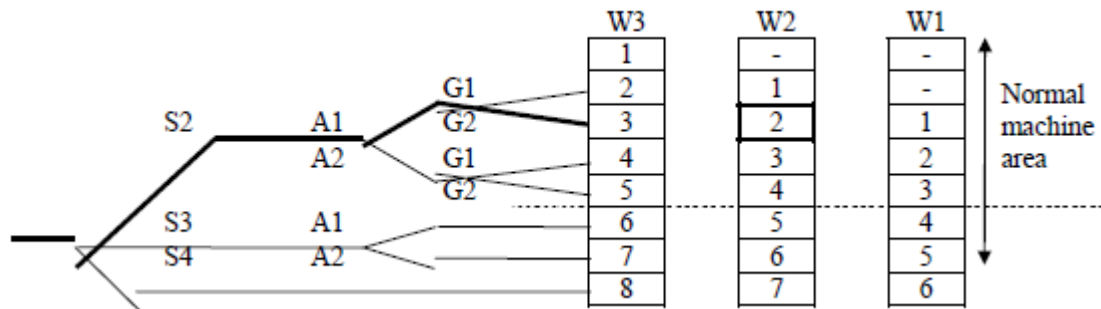 W3 W2 W1
1 - -
G1 2 1 - Normal
S2 A1 G2 3 2 1 machine
A2 G1 4 3 2 area
G2 5 4 3
S3 A1 6 5 4
S4 A2 7 6 5
8 7 6